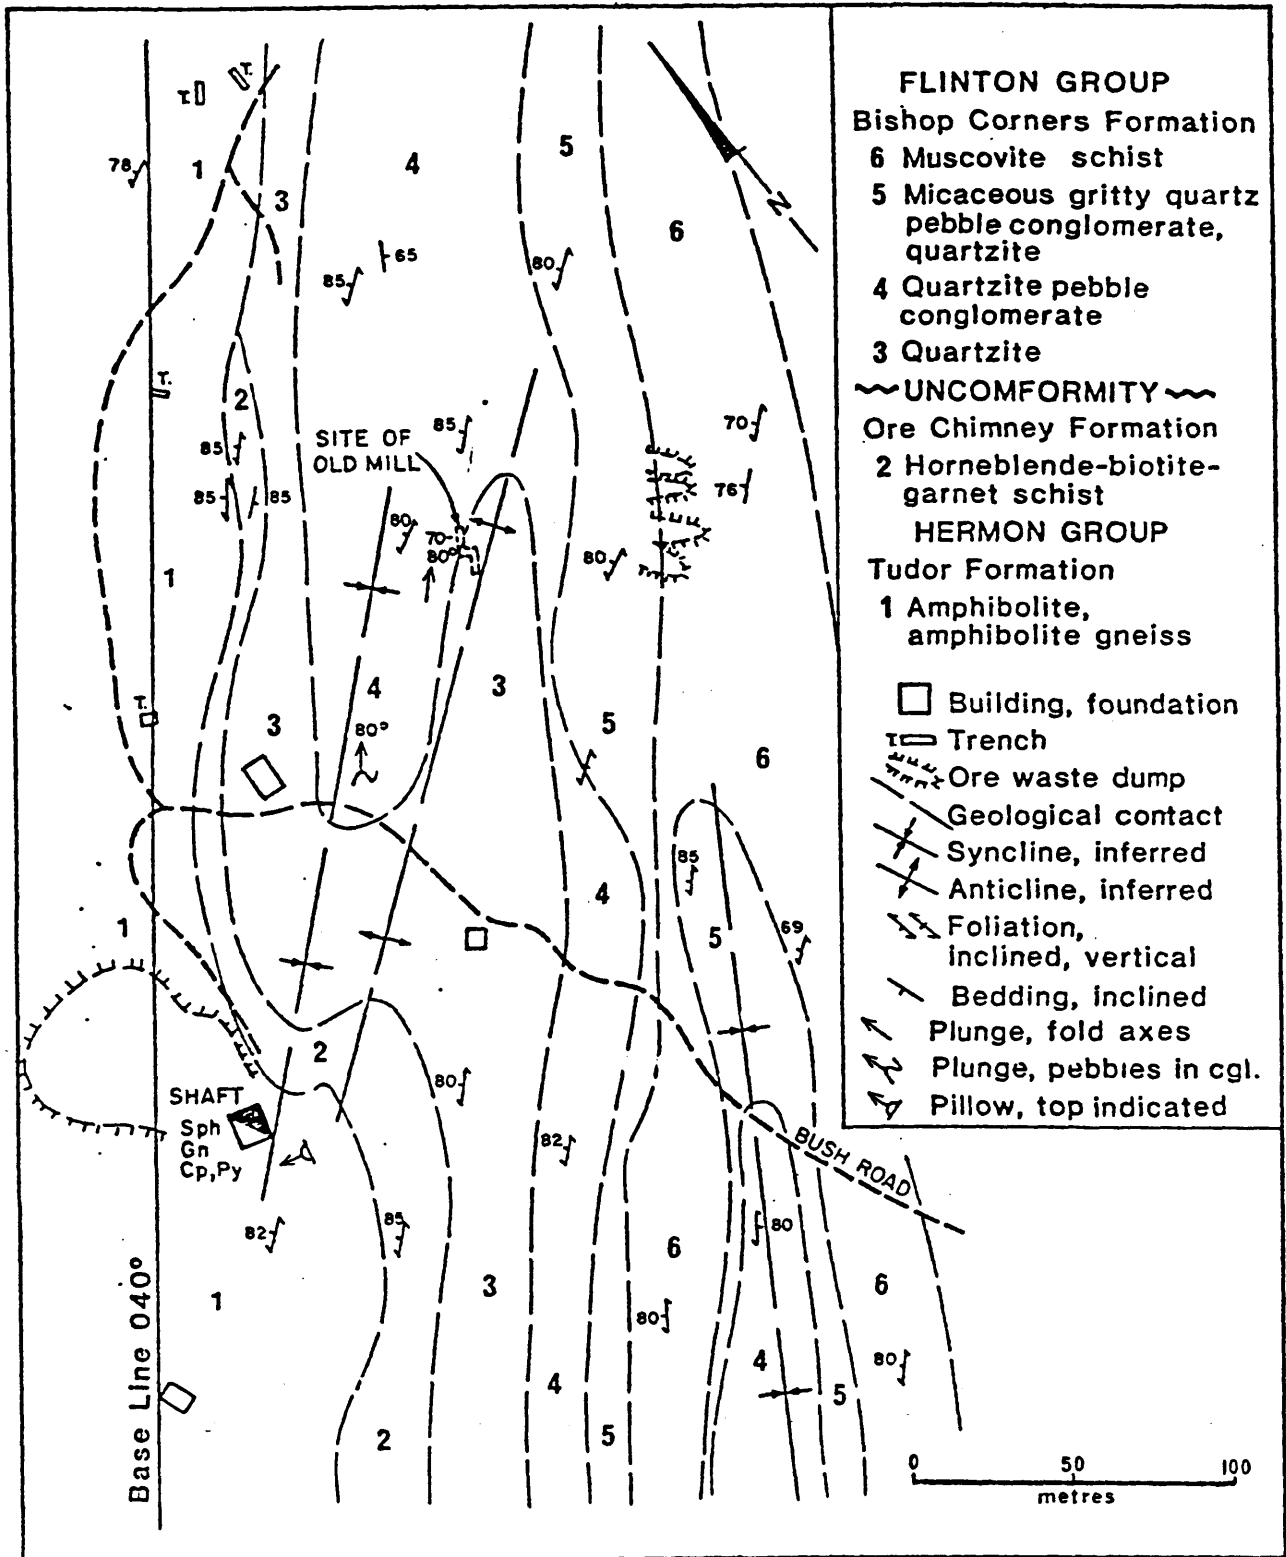 FLINTON GROUP
Bishop Corners Formation
6 Muscovite schist
5 Micaceous gritty quartz
pebble conglomerate,
quartzite
4 Quartzite pebble
conglomerate
3 Quartzite
UNCOMFORMITY
Ore Chimney Formation
2 Horneblende-biotite-
garnet schist
HERMON GROUP
Tudor Formation
1 Amphibolite,
amphibolite gneiss
Building, foundation
T. Trench
Ore waste dump
Geological contact
Syncline, inferred
Anticline, inferred
Foliation,
inclined, vertical
Bedding, inclined
Plunge, fold axes
Plunge, pebbles in cgl.
Pillow, top indicated
T.
T.
78
1
3
4
5
6
N
65
85
80
T.
2
85
85
85
SITE OF
OLD MILL
85
70
76
80
70
80°
80
T.
1
T.
3
4
80°
3
5
6
85
4
5
69
1
2
SHAFT
Sph
Gn
Cp,Py
80
82
BUSH ROAD
82
85
80
1
3
6
6
80
4
80
4
5
2
5
Base Line 040°
0 50 100
metres